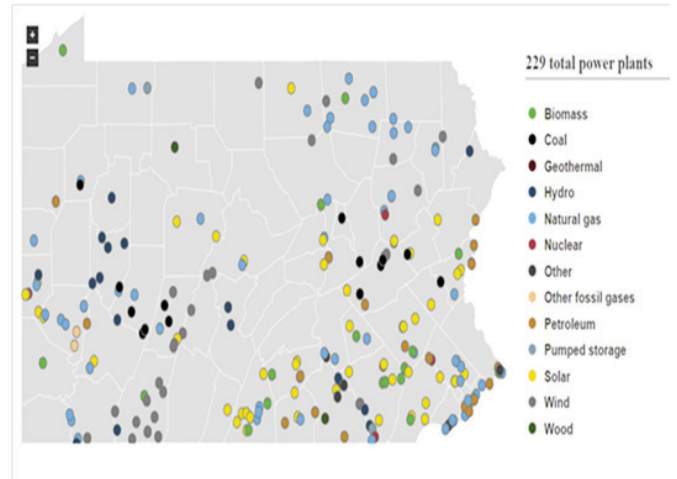 +
−
229 total power plants
Biomass
Coal
Geothermal
Hydro
Natural gas
Nuclear
Other
Other fossil gases
Petroleum
Pumped storage
Solar
Wind
Wood